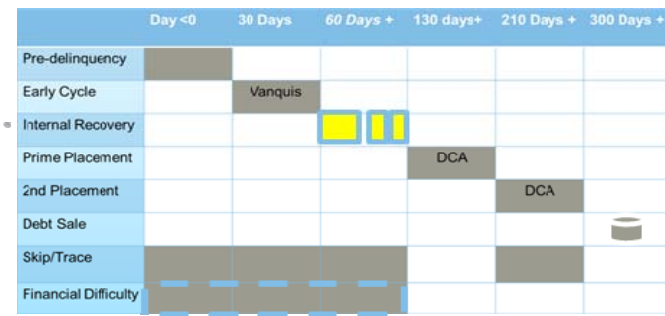 Day <0 30 Days 60 Days + 130 days+ 210 Days + 300 Days +
Pre-delinquency
Early Cycle Vanquis
Internal Recovery
Prime Placement DCA
2nd Placement DCA
Debt Sale
Skip/Trace
Financial Difficulty